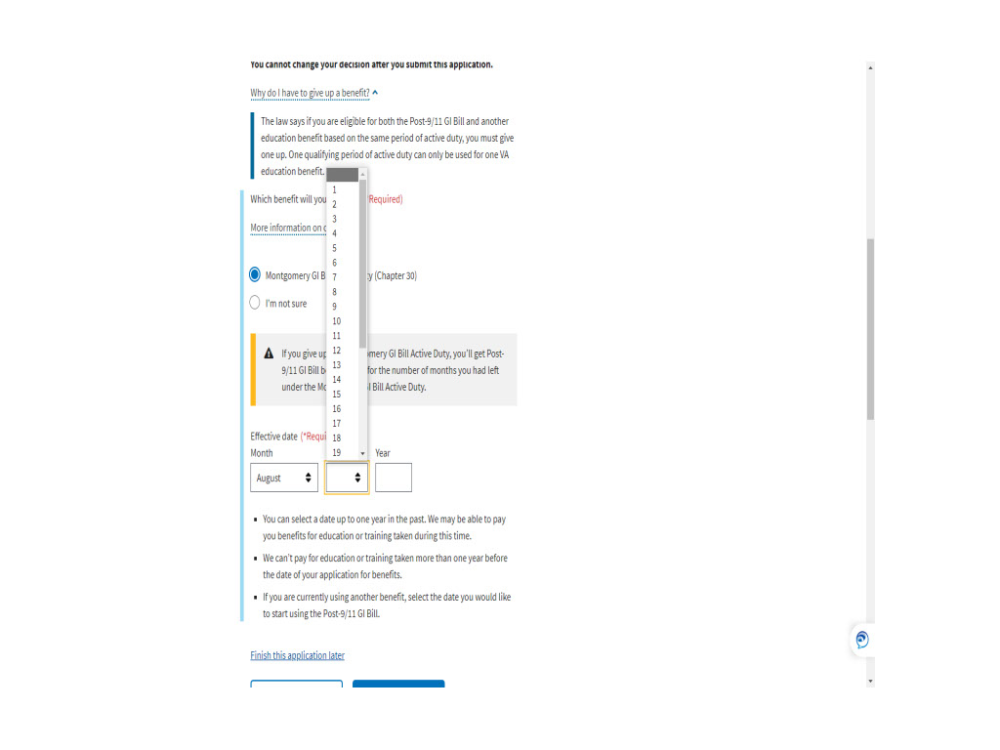 You cannot change your decision after you submit this application.
Why do I have to give up a benefit?
The law says if you are eligible for both the Post-9/11 GI Bill and another
education benefit based on the same period of active duty, you must give
one up. One qualifying period of active duty can only be used for one VA
education benefit.
Which benefit will you Required)
More information on
Montgomery GI B y (Chapter 30)
I'm not sure
If you give up omery GI Bill Active Duty, you'll get Post-
9/11 GI Bill b for the number of months you had left
under the Mo I Bill Active Duty.
1
2
3
4
5
6
7
8
9
10
11
12
13
14
15
16
17
18
19
Effective date (*Requi
Month Year
August
You can select a date up to one year in the past. We may be able to pay
you benefits for education or training taken during this time.
We can't pay for education or training taken more than one year before
the date of your application for benefits.
If you are currently using another benefit, select the date you would like
to start using the Post-9/11 GI Bill.
Finish this application later